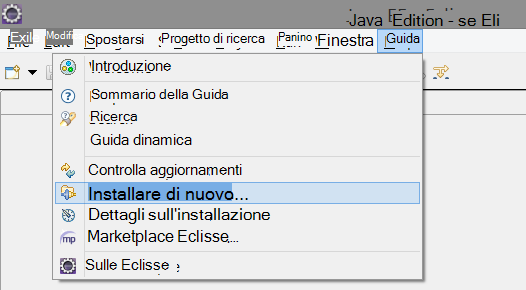 Java Edition - se Eli
Exil Modifi Spostarsi Progetto di ricerca Panino Finestra Guida
Introduzione
Sommario della Guida
Ricerca
Guida dinamica
Controlla aggiornamenti
Installare di nuovo...
Dettagli sull'installazione
Marketplace Eclisse...
Sulle Eclisse